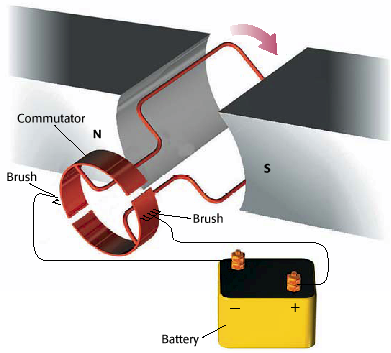 Commutator
N
Brush
S
Brush
− +
Battery